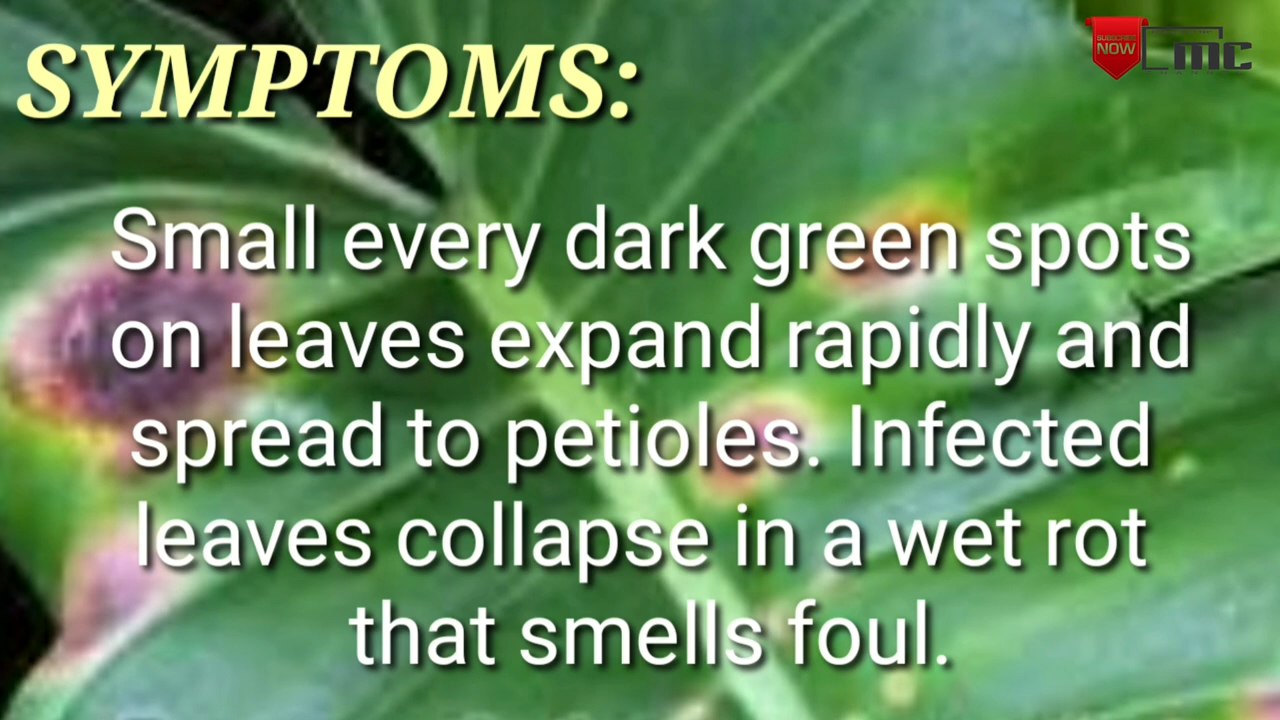 SYMPTOMS:
SUBSCRIBE
NOW
mc
Small every dark green spots
on leaves expand rapidly and
spread to petioles. Infected
leaves collapse in a wet rot
that smells foul.